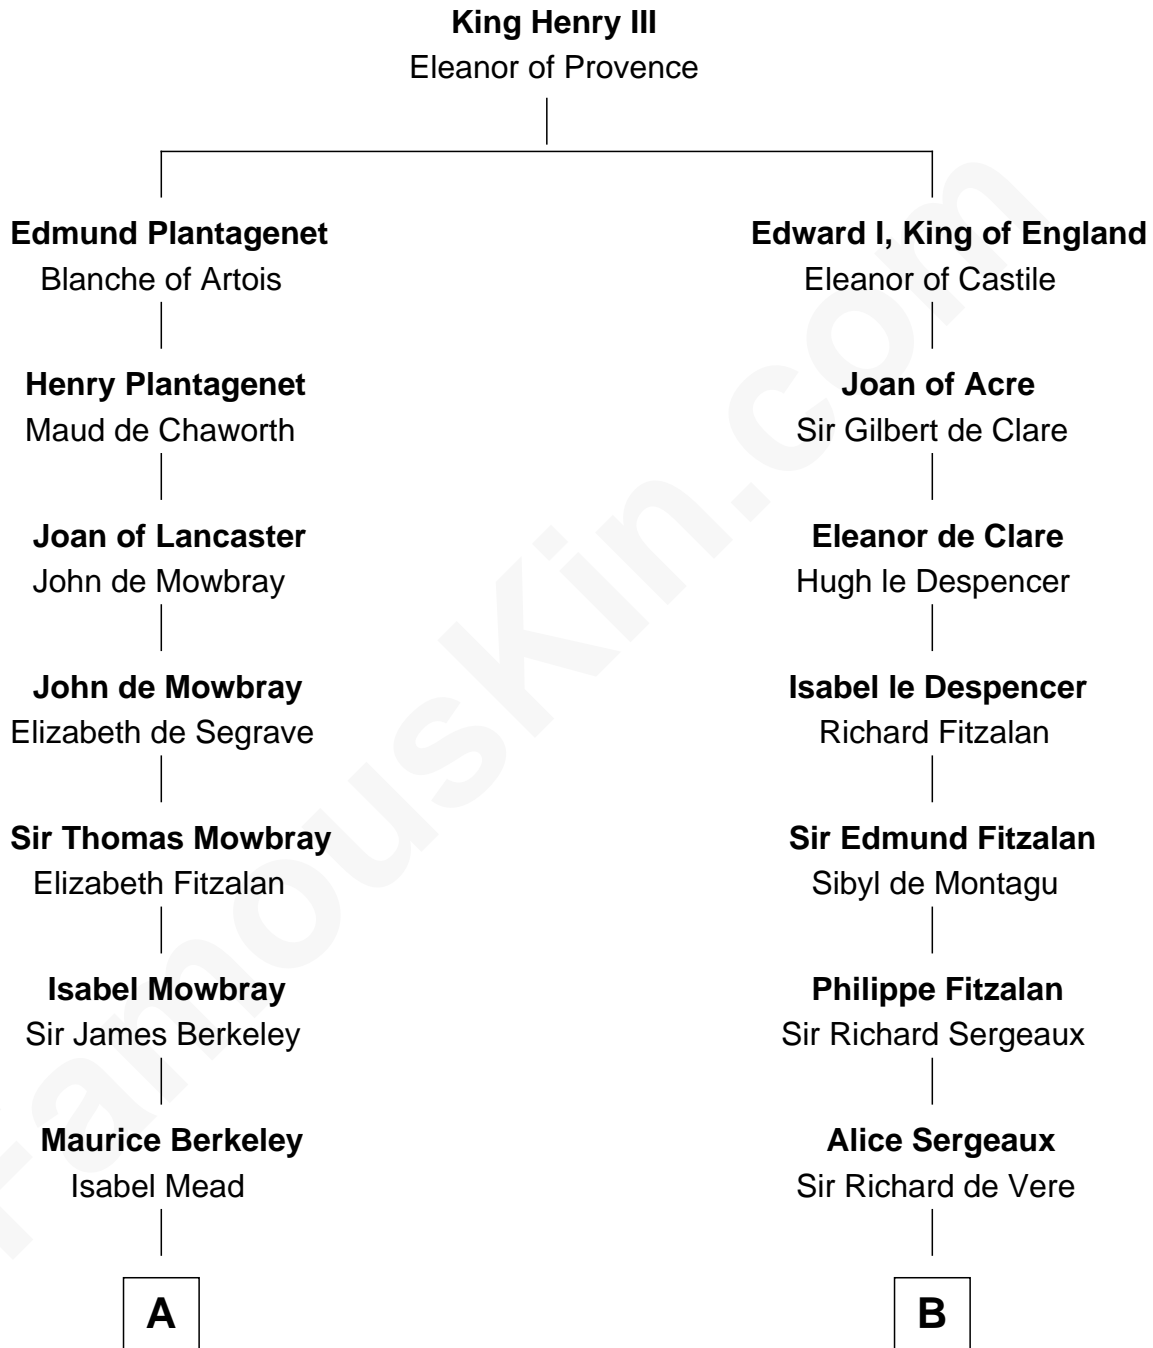 King Henry III
Eleanor of Provence
Edmund Plantagenet
Blanche of Artois
Henry Plantagenet
Maud de Chaworth
Joan of Lancaster
John de Mowbray
John de Mowbray
Elizabeth de Segrave
Sir Thomas Mowbray
Elizabeth Fitzalan
Isabel Mowbray
Sir James Berkeley
Maurice Berkeley
Isabel Mead
A
Edward I, King of England
Eleanor of Castile
Joan of Acre
Sir Gilbert de Clare
Eleanor de Clare
Hugh le Despencer
Isabel le Despencer
Richard Fitzalan
Sir Edmund Fitzalan
Sibyl de Montagu
Philippe Fitzalan
Sir Richard Sergeaux
Alice Sergeaux
Sir Richard de Vere
B
FamousKin.com